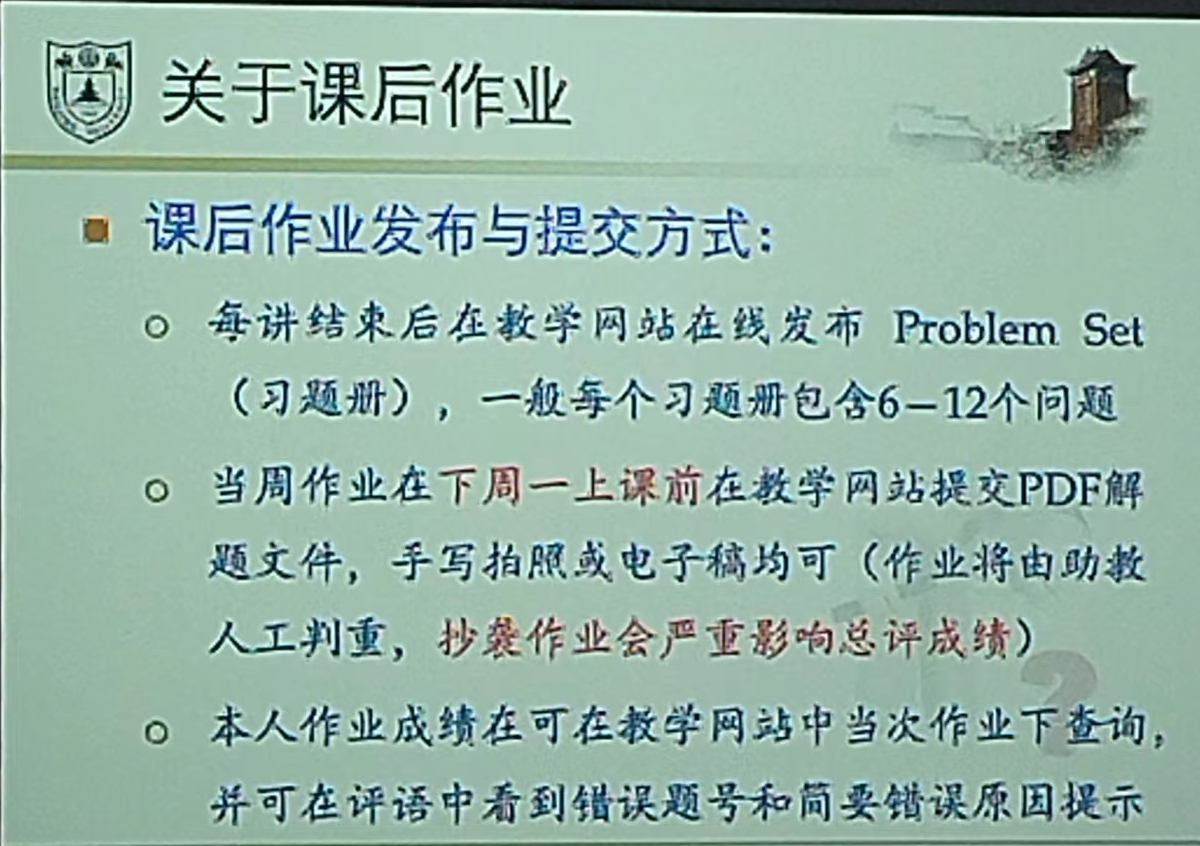 关于课后作业
课后作业发布与提交方式：
每讲结束后在教学网站在线发布 Problem Set
（习题册），一般每个习题册包含6—12个问题
当周作业在下周一上课前在教学网站提交PDF解
题文件，手写拍照或电子稿均可（作业将由助教
人工判重，抄袭作业会严重影响总评成绩）
本人作业成绩在可在教学网站中当次作业下查询，
并可在评语中看到错误题号和简要错误原因提示